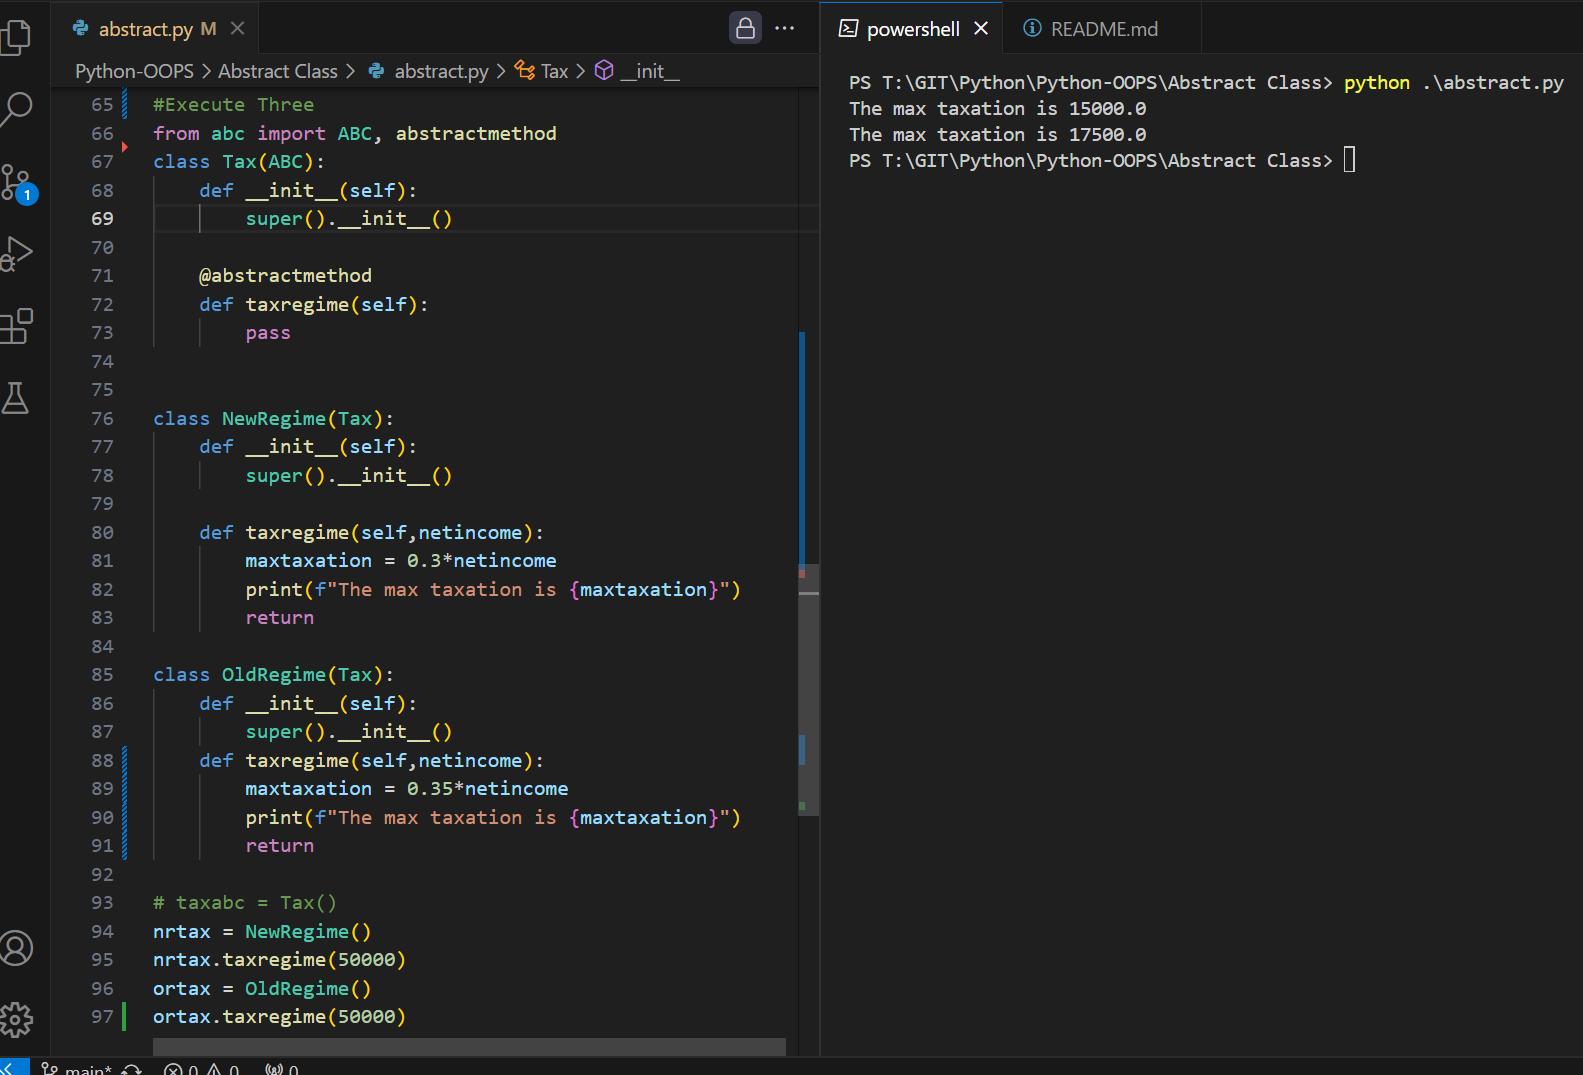 abstract.py M
Python-OOPS > Abstract Class > abstract.py > Tax > __init__
65 #Execute Three
66 from abc import ABC, abstractmethod
67 class Tax(ABC):
68     def __init__(self):
69         super().__init__()
70
71     @abstractmethod
72     def taxregime(self):
73         pass
74
75
76 class NewRegime(Tax):
77     def __init__(self):
78         super().__init__()
79
80     def taxregime(self,netincome):
81         maxtaxation = 0.3*netincome
82         print(f"The max taxation is {maxtaxation}")
83         return
84
85 class OldRegime(Tax):
86     def __init__(self):
87         super().__init__()
88     def taxregime(self,netincome):
89         maxtaxation = 0.35*netincome
90         print(f"The max taxation is {maxtaxation}")
91         return
92
93 # taxabc = Tax()
94 nrtax = NewRegime()
95 nrtax.taxregime(50000)
96 ortax = OldRegime()
97 ortax.taxregime(50000)
powershell
README.md
PS T:\GIT\Python\Python-OOPS\Abstract Class> python .\abstract.py
The max taxation is 15000.0
The max taxation is 17500.0
PS T:\GIT\Python\Python-OOPS\Abstract Class>
1
main* 0 0 0